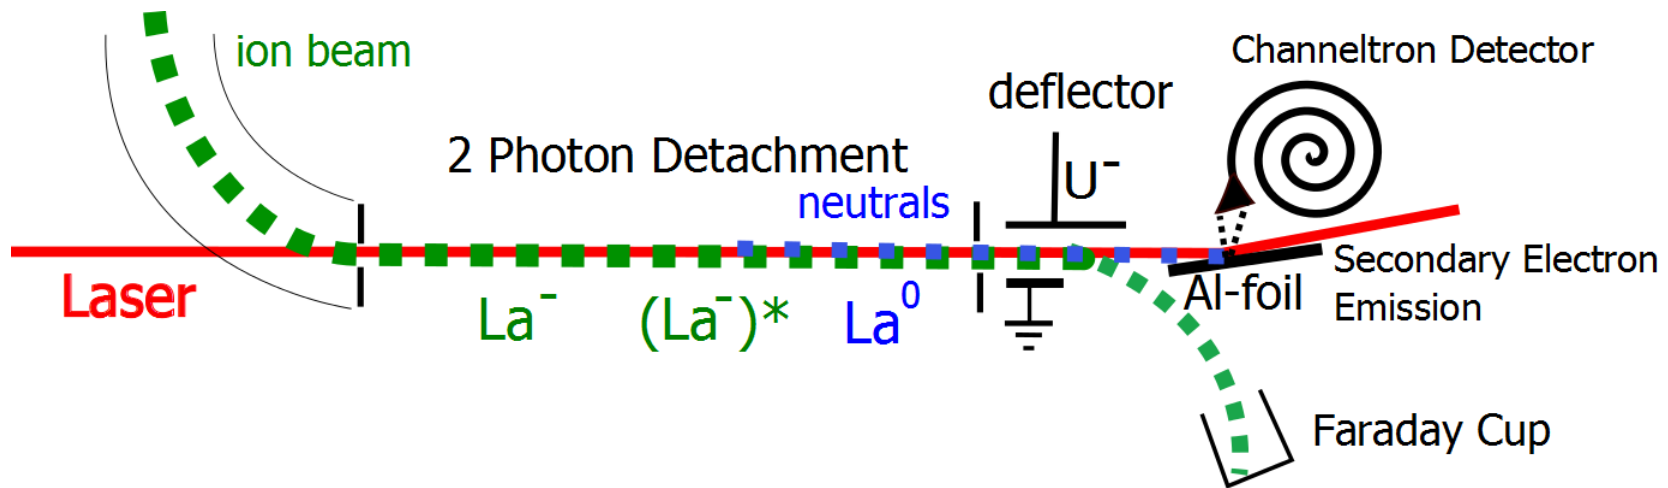 ion beam
Channeltron Detector
deflector
2 Photon Detachment
U⁻
neutrals
Laser
La⁻
(La⁻)*
La⁰
Al-foil
Secondary Electron
Emission
Faraday Cup